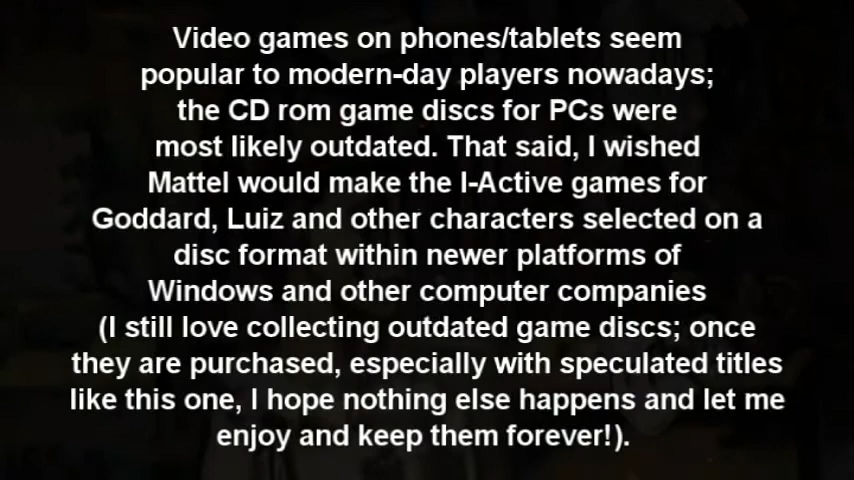 Video games on phones/tablets seem
popular to modern-day players nowadays;
the CD rom game discs for PCs were
most likely outdated. That said, I wished
Mattel would make the I-Active games for
Goddard, Luiz and other characters selected on a
disc format within newer platforms of
Windows and other computer companies
(I still love collecting outdated game discs; once
they are purchased, especially with speculated titles
like this one, I hope nothing else happens and let me
enjoy and keep them forever!).